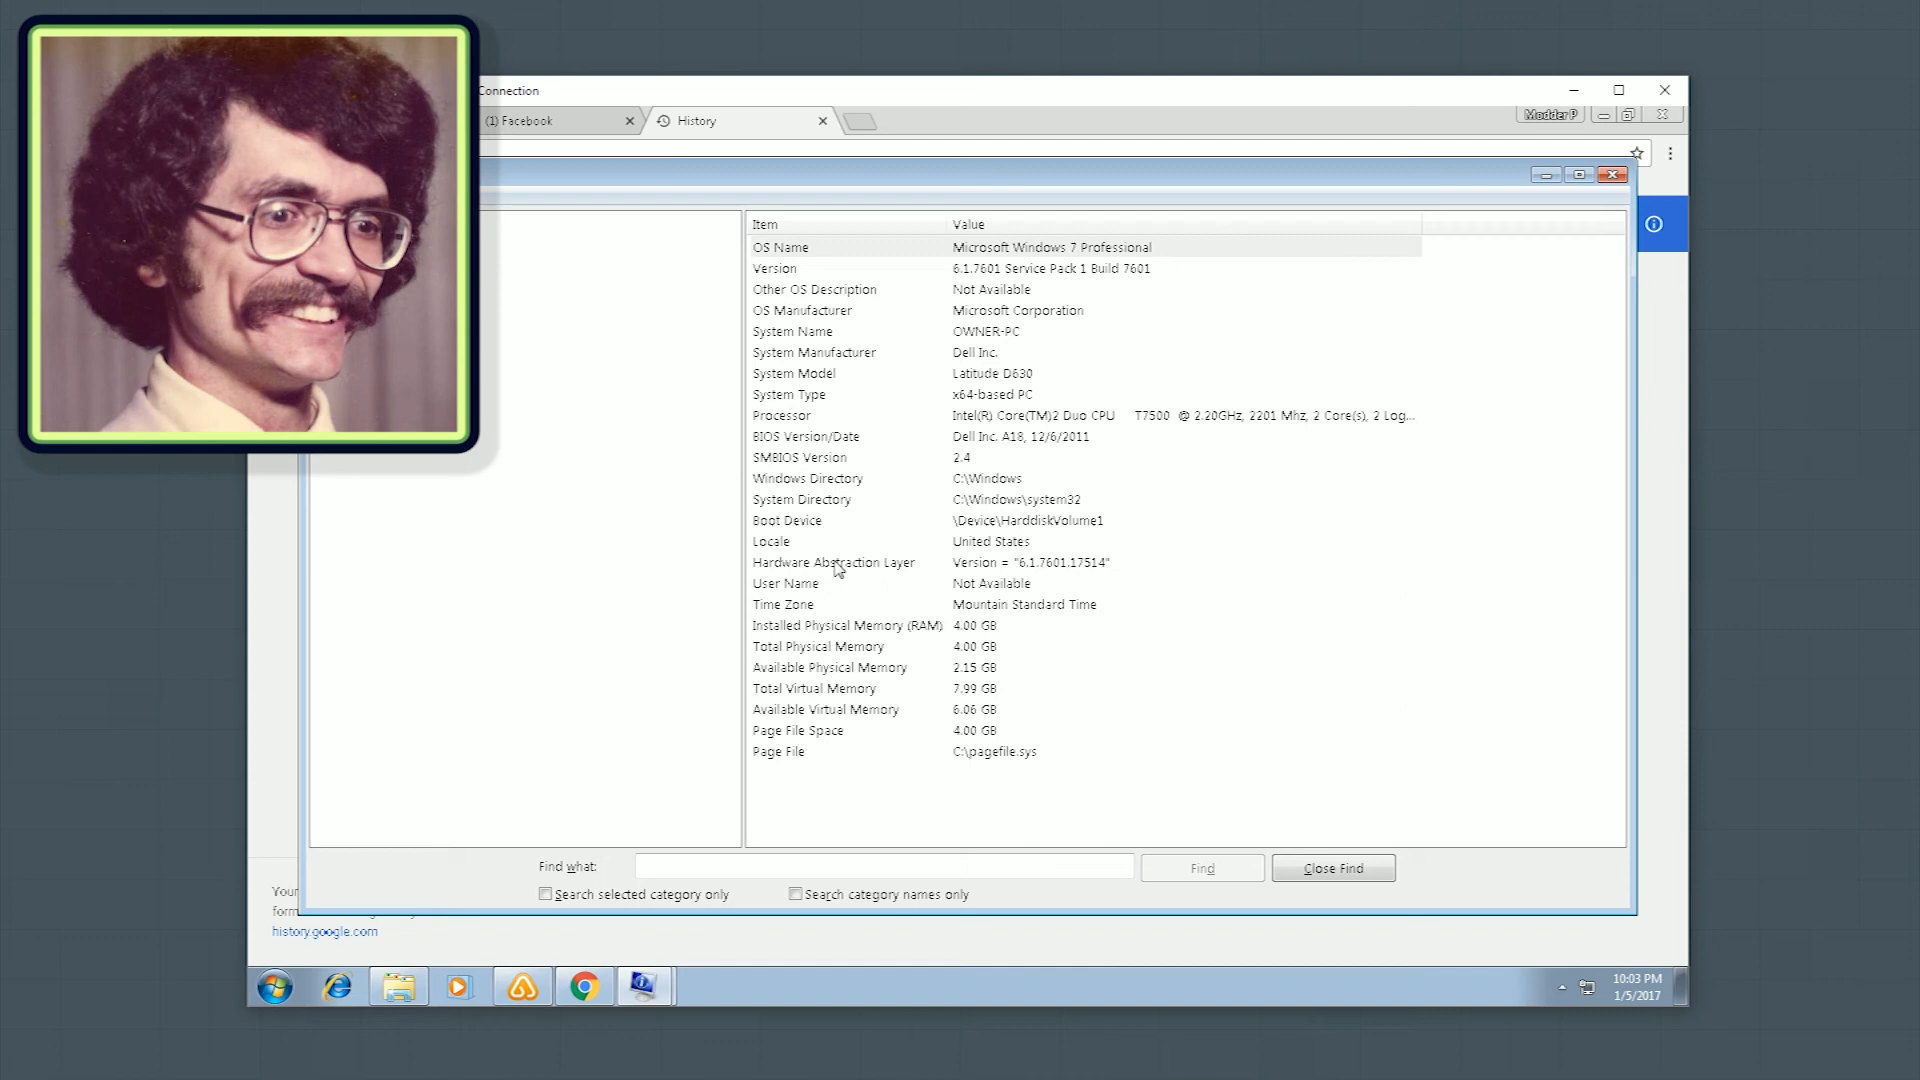 Connection
(1) Facebook
History
Modder P
Item Value
OS Name Microsoft Windows 7 Professional
Version 6.1.7601 Service Pack 1 Build 7601
Other OS Description Not Available
OS Manufacturer Microsoft Corporation
System Name OWNER-PC
System Manufacturer Dell Inc.
System Model Latitude D630
System Type x64-based PC
Processor Intel(R) Core(TM)2 Duo CPU T7500 @ 2.20GHz, 2201 Mhz, 2 Core(s), 2 Log...
BIOS Version/Date Dell Inc. A18, 12/6/2011
SMBIOS Version 2.4
Windows Directory C:\Windows
System Directory C:\Windows\system32
Boot Device \Device\HarddiskVolume1
Locale United States
Hardware Abstraction Layer Version = "6.1.7601.17514"
User Name Not Available
Time Zone Mountain Standard Time
Installed Physical Memory (RAM) 4.00 GB
Total Physical Memory 4.00 GB
Available Physical Memory 2.15 GB
Total Virtual Memory 7.99 GB
Available Virtual Memory 6.06 GB
Page File Space 4.00 GB
Page File C:\pagefile.sys
Find what: Find Close Find
Search selected category only Search category names only
Your
form
history.google.com
10:03 PM
1/5/2017